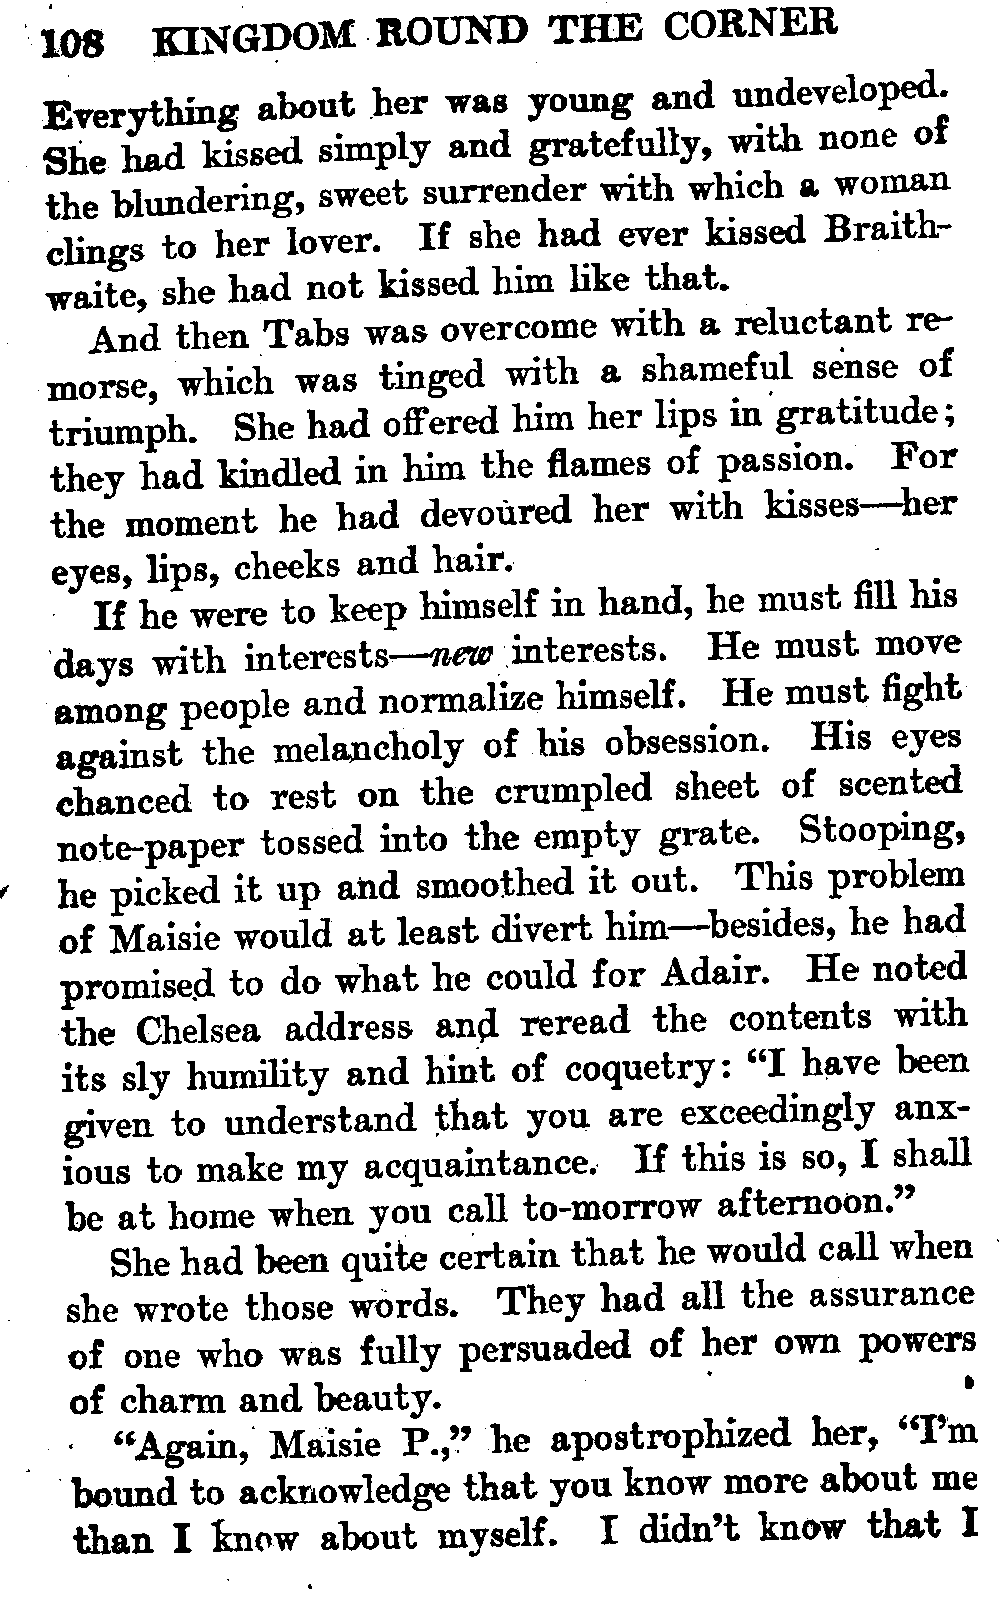 108 KINGDOM ROUND THE CORNER
Everything about her was young and undeveloped.
She had kissed simply and gratefully, with none of
the blundering, sweet surrender with which a woman
clings to her lover. If she had ever kissed Braith-
waite, she had not kissed him like that.
And then Tabs was overcome with a reluctant re-
morse, which was tinged with a shameful sense of
triumph. She had offered him her lips in gratitude;
they had kindled in him the flames of passion. For
the moment he had devoured her with kisses—her
eyes, lips, cheeks and hair.
If he were to keep himself in hand, he must fill his
days with interests—new interests. He must move
among people and normalize himself. He must fight
against the melancholy of his obsession. His eyes
chanced to rest on the crumpled sheet of scented
note-paper tossed into the empty grate. Stooping,
he picked it up and smoothed it out. This problem
of Maisie would at least divert him—besides, he had
promised to do what he could for Adair. He noted
the Chelsea address and reread the contents with
its sly humility and hint of coquetry: “I have been
given to understand that you are exceedingly anx-
ious to make my acquaintance. If this is so, I shall
be at home when you call to-morrow afternoon.”
She had been quite certain that he would call when
she wrote those words. They had all the assurance
of one who was fully persuaded of her own powers
of charm and beauty.
“Again, Maisie P.,” he apostrophized her, “I’m
bound to acknowledge that you know more about me
than I know about myself. I didn’t know that I